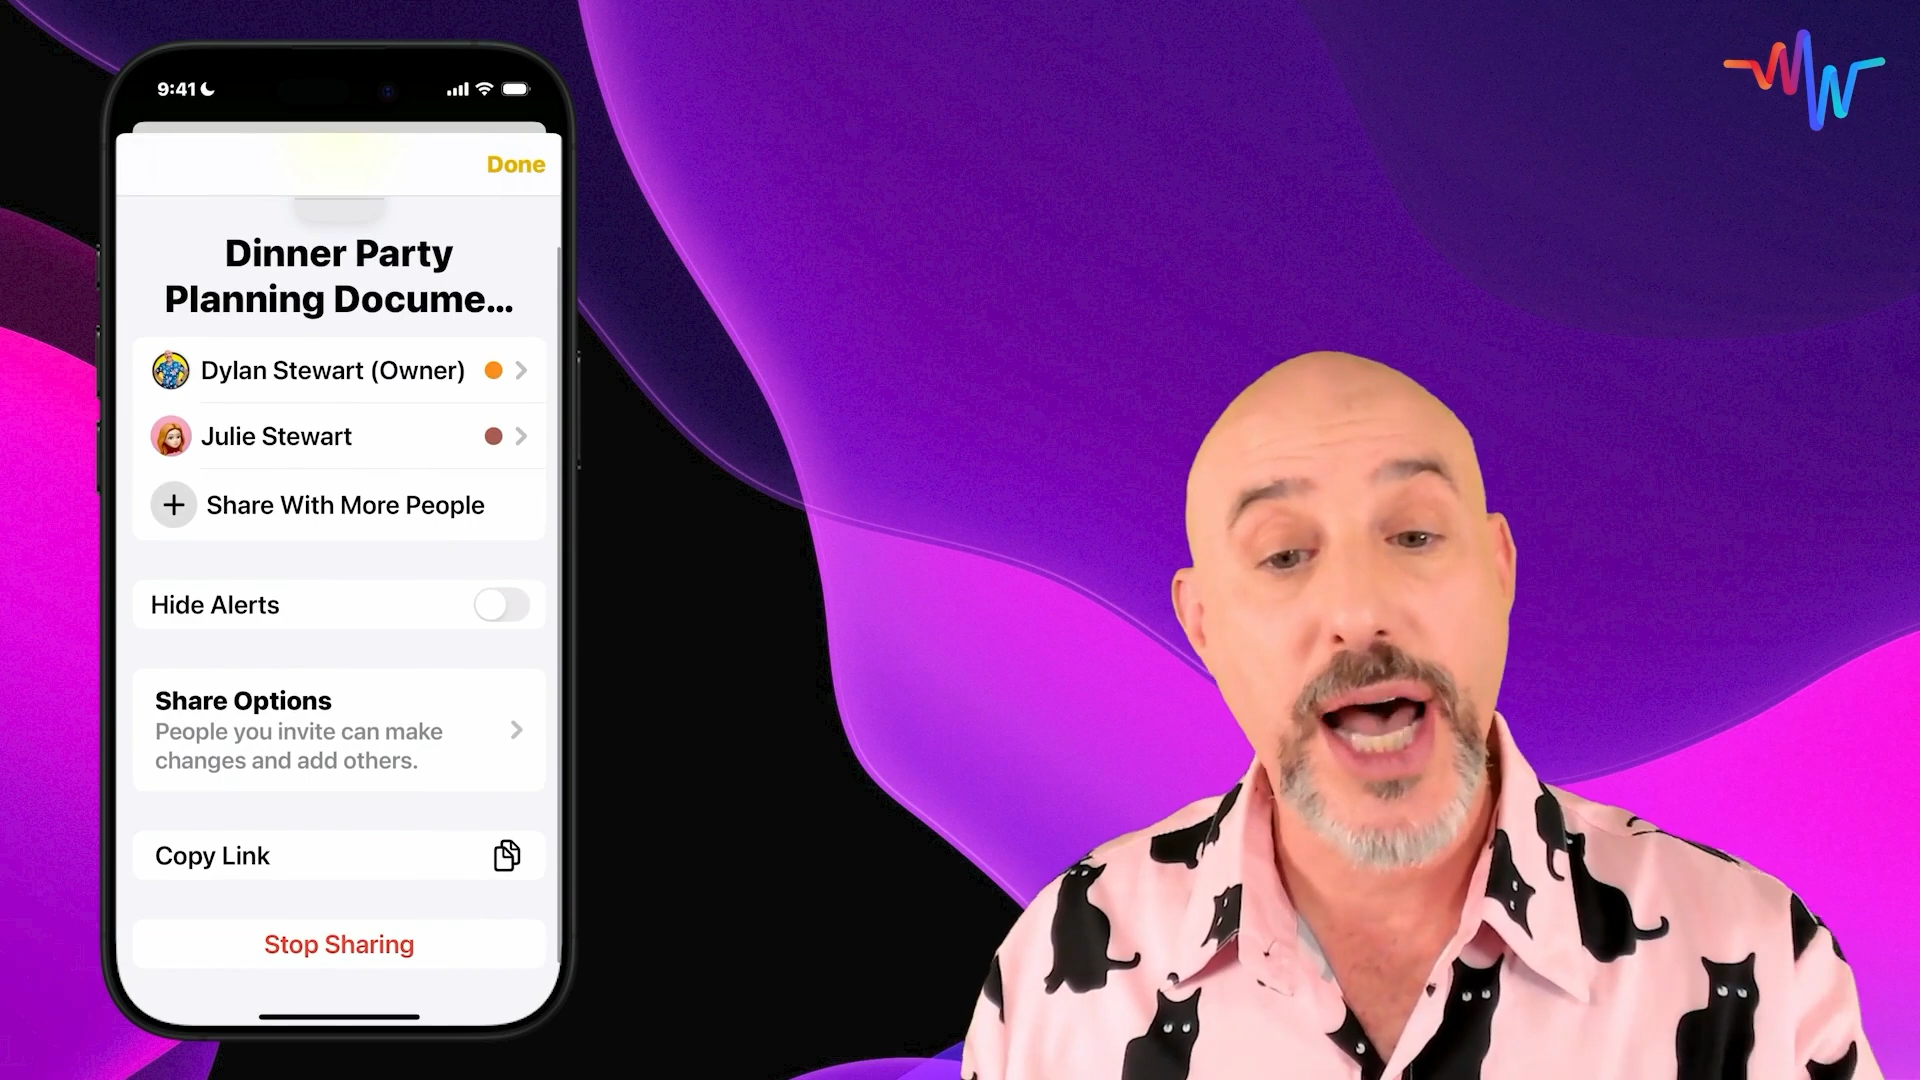 9:41
Done
Dinner Party
Planning Docume...
Dylan Stewart (Owner)
Julie Stewart
Share With More People
Hide Alerts
Share Options
People you invite can make
changes and add others.
Copy Link
Stop Sharing